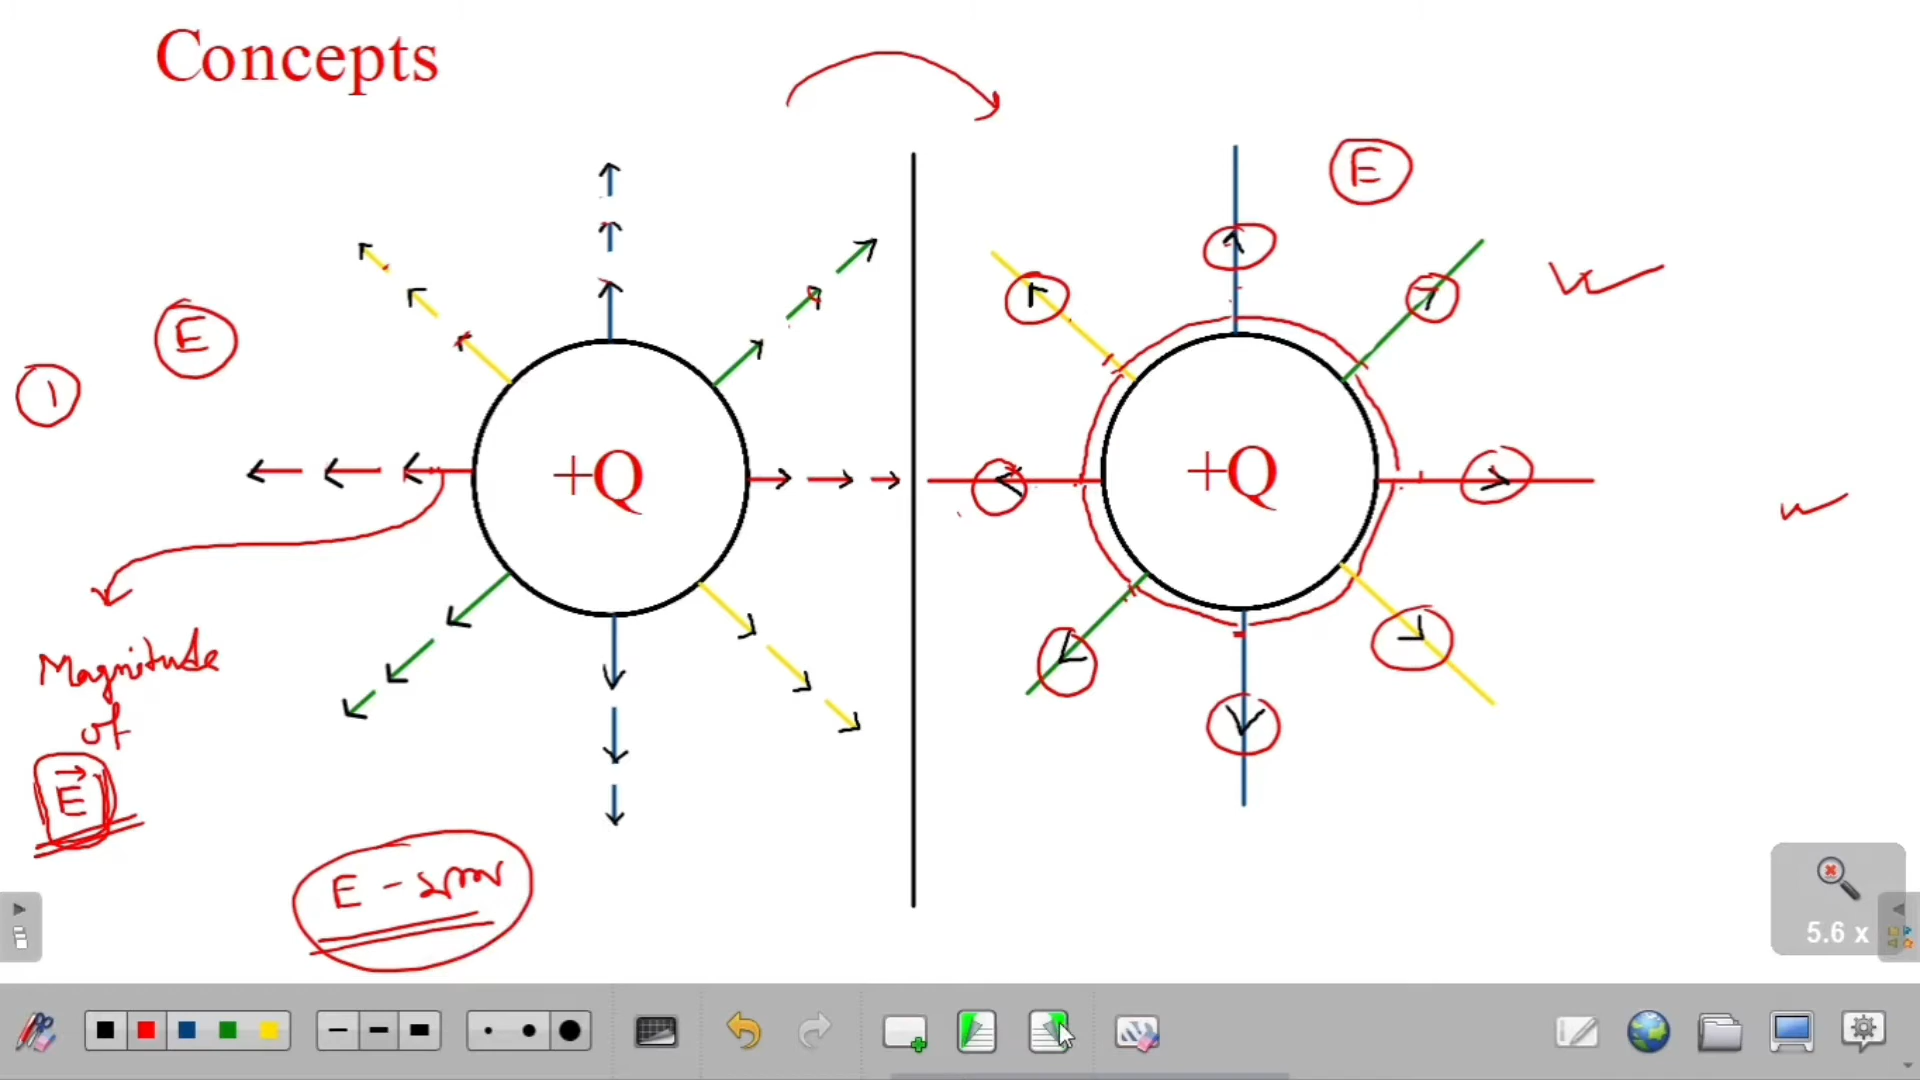 Concepts
E
E
1
+Q
+Q
Magnitude
of
E
E -
5.6 x